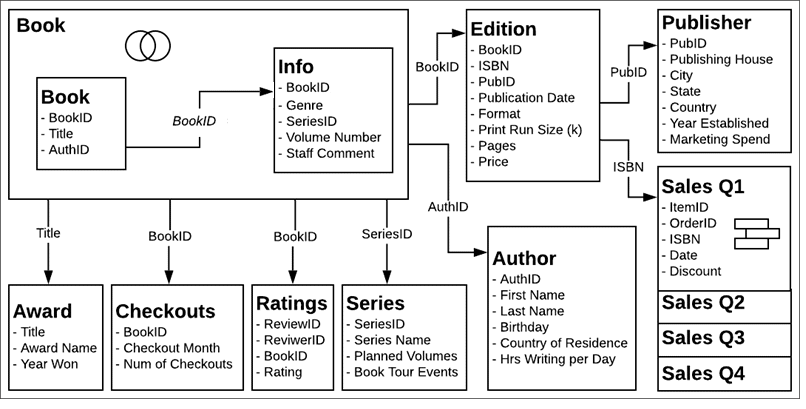 Book
Book
- BookID
- Title
- AuthID
BookID
Info
- BookID
- Genre
- SeriesID
- Volume Number
- Staff Comment
BookID
Edition
- BookID
- ISBN
- PubID
- Publication Date
- Format
- Print Run Size (k)
- Pages
- Price
PubID
Publisher
- PubID
- Publishing House
- City
- State
- Country
- Year Established
- Marketing Spend
ISBN
Sales Q1
- ItemID
- OrderID
- ISBN
- Date
- Discount
Sales Q2
Sales Q3
Sales Q4
Title
BookID
BookID
SeriesID
AuthID
Award
- Title
- Award Name
- Year Won
Checkouts
- BookID
- Checkout Month
- Num of Checkouts
Ratings
- ReviewID
- ReviwerID
- BookID
- Rating
Series
- SeriesID
- Series Name
- Planned Volumes
- Book Tour Events
Author
- AuthID
- First Name
- Last Name
- Birthday
- Country of Residence
- Hrs Writing per Day